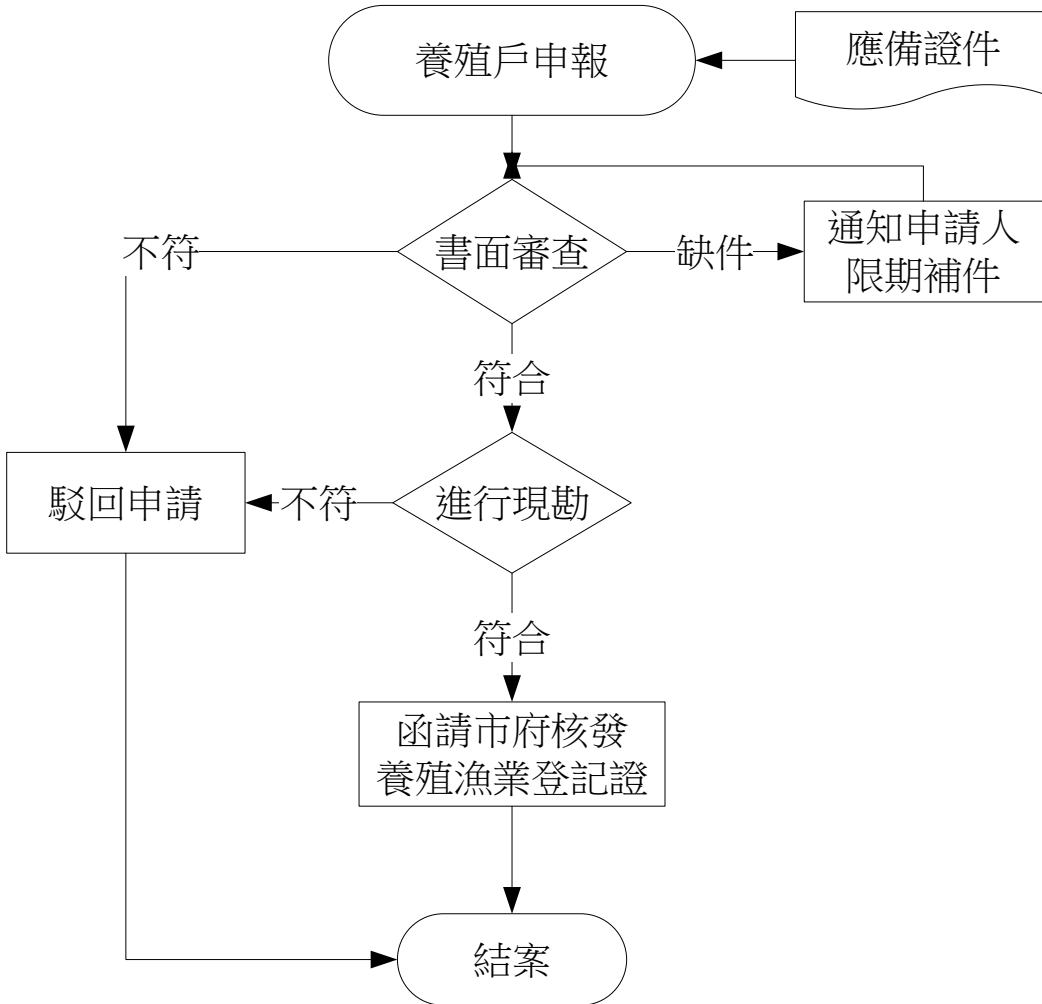 養殖戶申報
應備證件
不符
書面審查
缺件
通知申請人
限期補件
符合
駁回申請
不符
進行現勘
符合
函請市府核發
養殖漁業登記證
結案